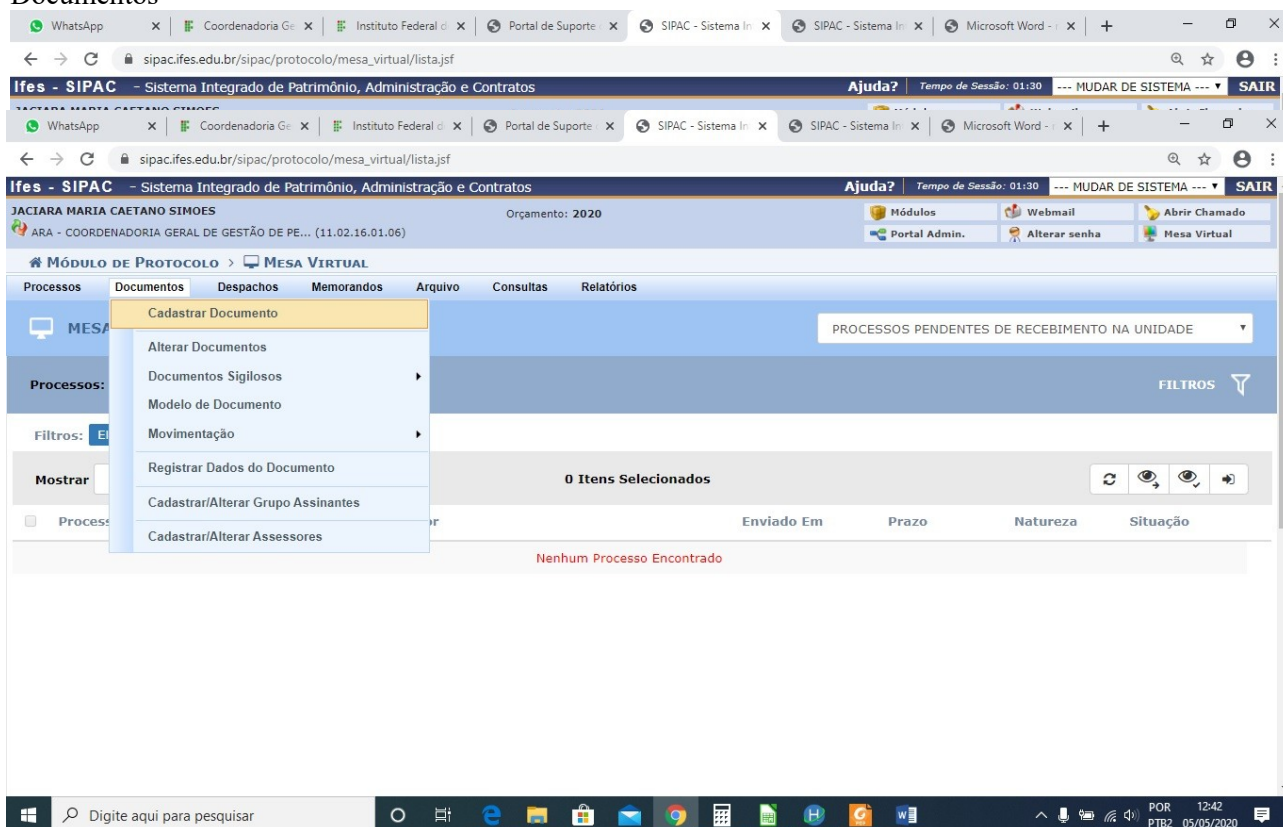 Documentos
WhatsApp Coordenadoria Ge Instituto Federal d Portal de Suporte SIPAC - Sistema In SIPAC - Sistema In Microsoft Word - r
sipac.ifes.edu.br/sipac/protocolo/mesa_virtual/lista.jsf
Ifes - SIPAC - Sistema Integrado de Patrimônio, Administração e Contratos Ajuda? Tempo de Sessão: 01:30 --- MUDAR DE SISTEMA --- SAIR
JACIARA MARIA CAETANO SIMOES
WhatsApp Coordenadoria Ge Instituto Federal d Portal de Suporte SIPAC - Sistema In SIPAC - Sistema In Microsoft Word - r
sipac.ifes.edu.br/sipac/protocolo/mesa_virtual/lista.jsf
Ifes - SIPAC - Sistema Integrado de Patrimônio, Administração e Contratos Ajuda? Tempo de Sessão: 01:30 --- MUDAR DE SISTEMA --- SAIR
JACIARA MARIA CAETANO SIMOES Orçamento: 2020 Módulos Webmail Abrir Chamado
ARA - COORDENADORIA GERAL DE GESTÃO DE PE... (11.02.16.01.06) Portal Admin. Alterar senha Mesa Virtual
MÓDULO DE PROTOCOLO > MESA VIRTUAL
Processos Documentos Despachos Memorandos Arquivo Consultas Relatórios
Cadastrar Documento
MESA PROCESSOS PENDENTES DE RECEBIMENTO NA UNIDADE
Alterar Documentos
Documentos Sigilosos
Processos: FILTROS
Modelo de Documento
Filtros: El Movimentação
Registrar Dados do Documento
Mostrar 0 Itens Selecionados
Cadastrar/Alterar Grupo Assinantes
Process or Enviado Em Prazo Natureza Situação
Cadastrar/Alterar Assessores
Nenhum Processo Encontrado
Digite aqui para pesquisar POR 12:42
PTB2 05/05/2020